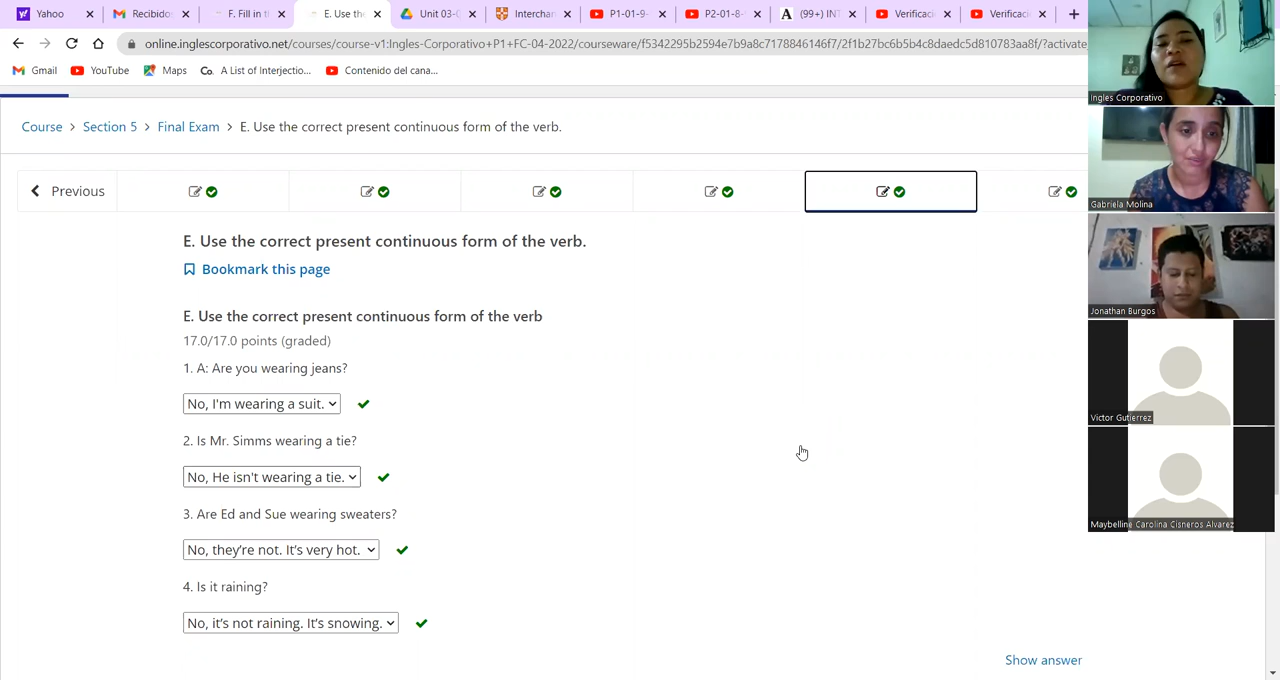 Yahoo
Recibidos
F. Fill in t
E. Use the
Unit 03-
Interchan
P1-01-9-
P2-01-8-
(99+) IN
Verificaci
Verificaci
online.inglescorporativo.net/courses/course-v1:Ingles-Corporativo+P1+FC-04-2022/courseware/f5342295b2594e7b9a8c7178846146f7/2f1b27bc6b5b4c8daedc5d810783aa8f/?activate
Gmail
YouTube
Maps
Co. A List of Interjectio...
Contenido del cana...
Course > Section 5 > Final Exam > E. Use the correct present continuous form of the verb.
Previous
E. Use the correct present continuous form of the verb.
Bookmark this page
E. Use the correct present continuous form of the verb
17.0/17.0 points (graded)
1. A: Are you wearing jeans?
No, I'm wearing a suit.
2. Is Mr. Simms wearing a tie?
No, He isn't wearing a tie.
3. Are Ed and Sue wearing sweaters?
No, they're not. It's very hot.
4. Is it raining?
No, it's not raining. It's snowing.
Show answer
Ingles Corporativo
Gabriela Molina
Jonathan Burgos
Victor Gutierrez
Maybelline Carolina Cisneros Alvarez